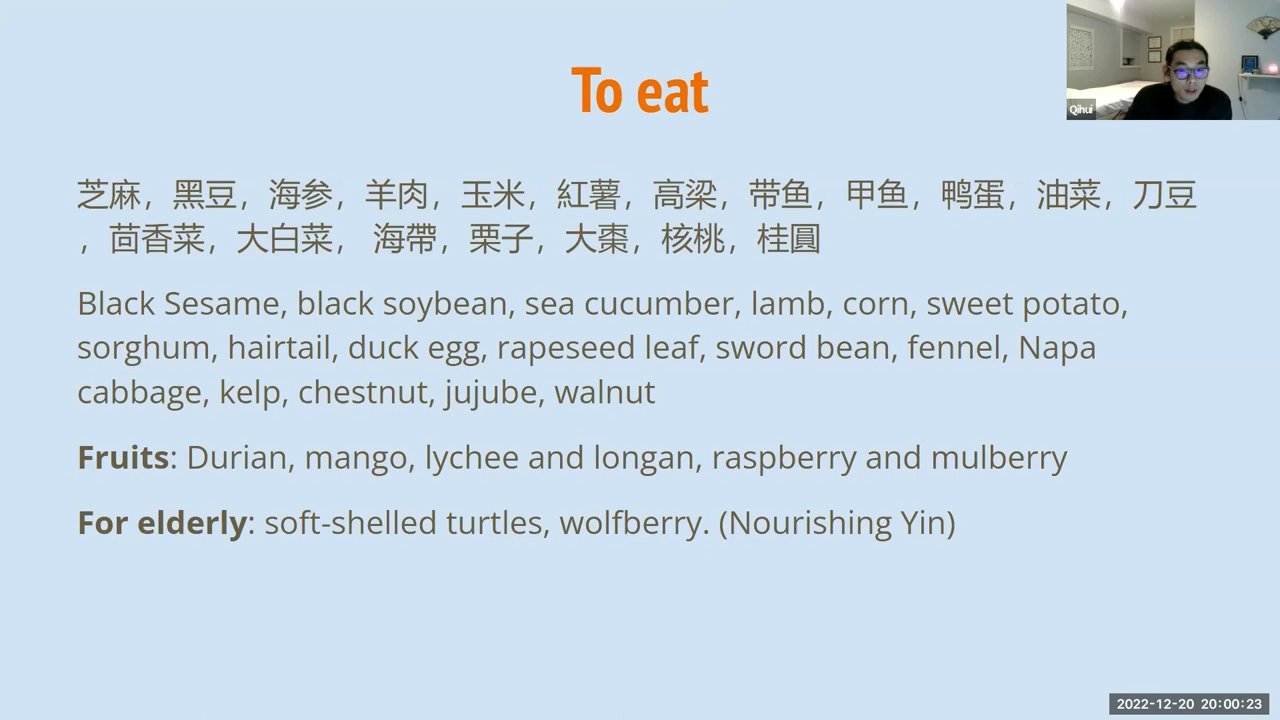 To eat
Qihui
芝麻，黑豆，海参，羊肉，玉米，紅薯，高梁，带鱼，甲鱼，鸭蛋，油菜，刀豆
，茴香菜，大白菜， 海帶，栗子，大棗，核桃，桂圓
Black Sesame, black soybean, sea cucumber, lamb, corn, sweet potato,
sorghum, hairtail, duck egg, rapeseed leaf, sword bean, fennel, Napa
cabbage, kelp, chestnut, jujube, walnut
Fruits: Durian, mango, lychee and longan, raspberry and mulberry
For elderly: soft-shelled turtles, wolfberry. (Nourishing Yin)
2022-12-20 20:00:23